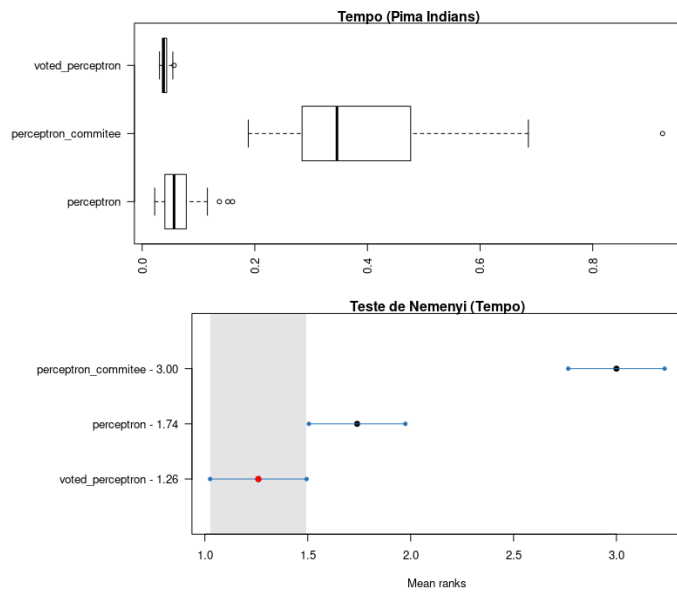 Tempo (Pima Indians)
voted_perceptron
perceptron_commitee
perceptron
0.0 0.2 0.4 0.6 0.8
Teste de Nemenyi (Tempo)
perceptron_commitee - 3.00
perceptron - 1.74
voted_perceptron - 1.26
1.0 1.5 2.0 2.5 3.0
Mean ranks